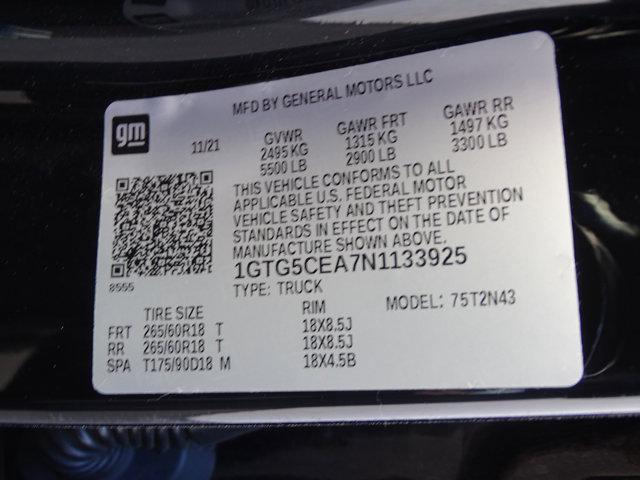 MFD BY GENERAL MOTORS LLC
gm
11/21 GVWR GAWR FRT GAWR RR
2495 KG 1315 KG 1497 KG
5500 LB 2900 LB 3300 LB
THIS VEHICLE CONFORMS TO ALL
APPLICABLE U.S. FEDERAL MOTOR
VEHICLE SAFETY AND THEFT PREVENTION
STANDARDS IN EFFECT ON THE DATE OF
MANUFACTURE SHOWN ABOVE.
1GTG5CEA7N1133925
8555
TYPE: TRUCK MODEL: 75T2N43
TIRE SIZE RIM
FRT 265/60R18 T 18X8.5J
RR 265/60R18 T 18X8.5J
SPA T175/90D18 M 18X4.5B